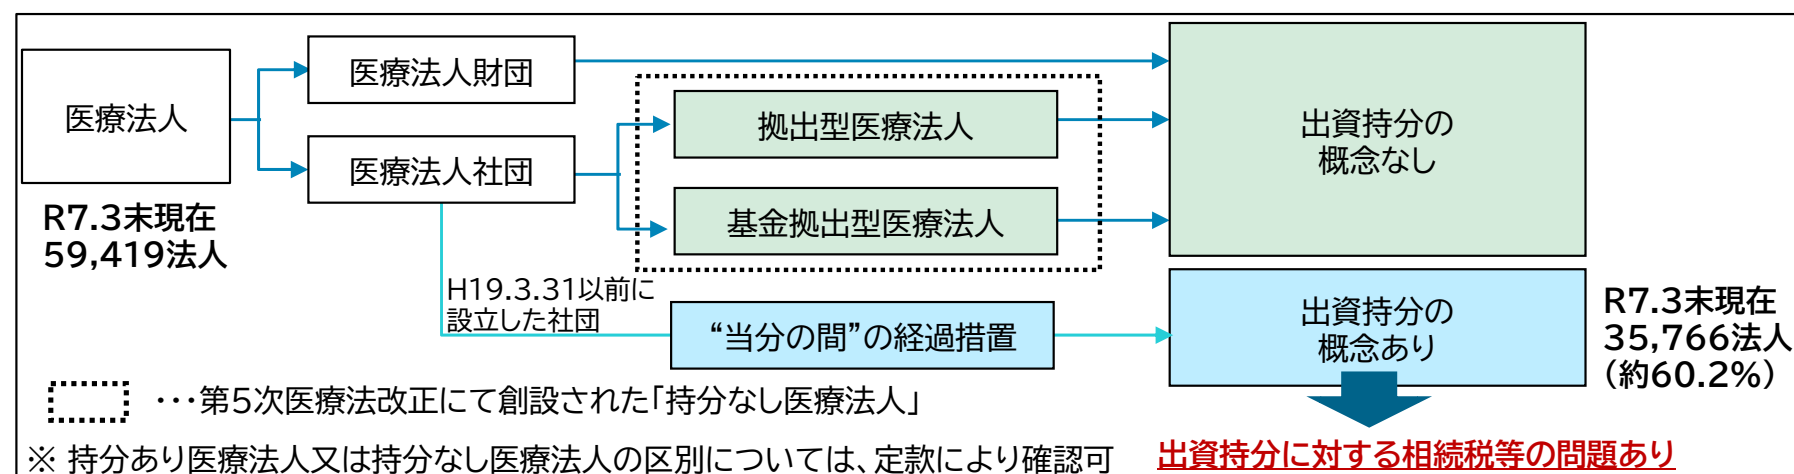 医療法人
R7.3末現在
59,419法人
医療法人財団
医療法人社団
拠出型医療法人
基金拠出型医療法人
出資持分の
概念なし
H19.3.31以前に
設立した社団
“当分の間”の経過措置
出資持分の
概念あり
R7.3末現在
35,766法人
(約60.2%)
・・・第5次医療法改正にて創設された「持分なし医療法人」
※ 持分あり医療法人又は持分なし医療法人の区別については、定款により確認可
出資持分に対する相続税等の問題あり